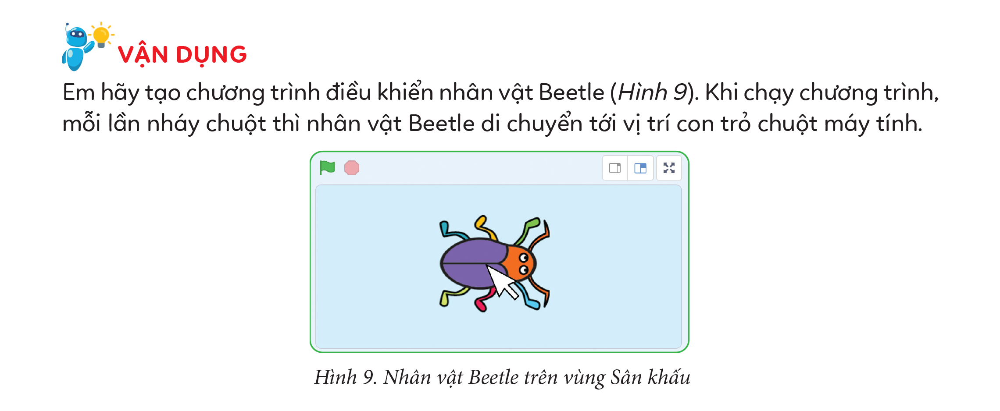 VẬN DỤNG
Em hãy tạo chương trình điều khiển nhân vật Beetle (Hình 9). Khi chạy chương trình,
mỗi lần nháy chuột thì nhân vật Beetle di chuyển tới vị trí con trỏ chuột máy tính.
Hình 9. Nhân vật Beetle trên vùng Sân khấu